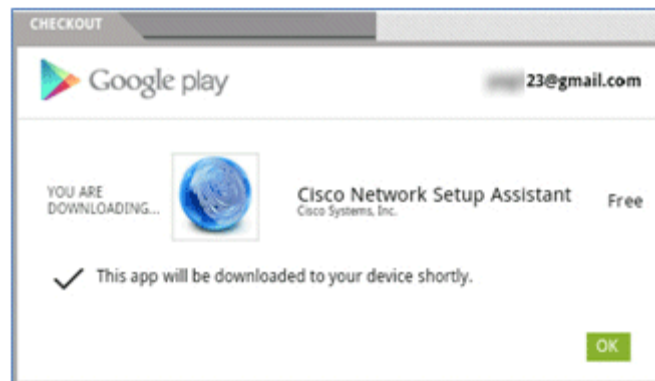 CHECKOUT
Google play
23@gmail.com
YOU ARE
DOWNLOADING...
Cisco Network Setup Assistant
Free
Cisco Systems, Inc.
This app will be downloaded to your device shortly.
OK